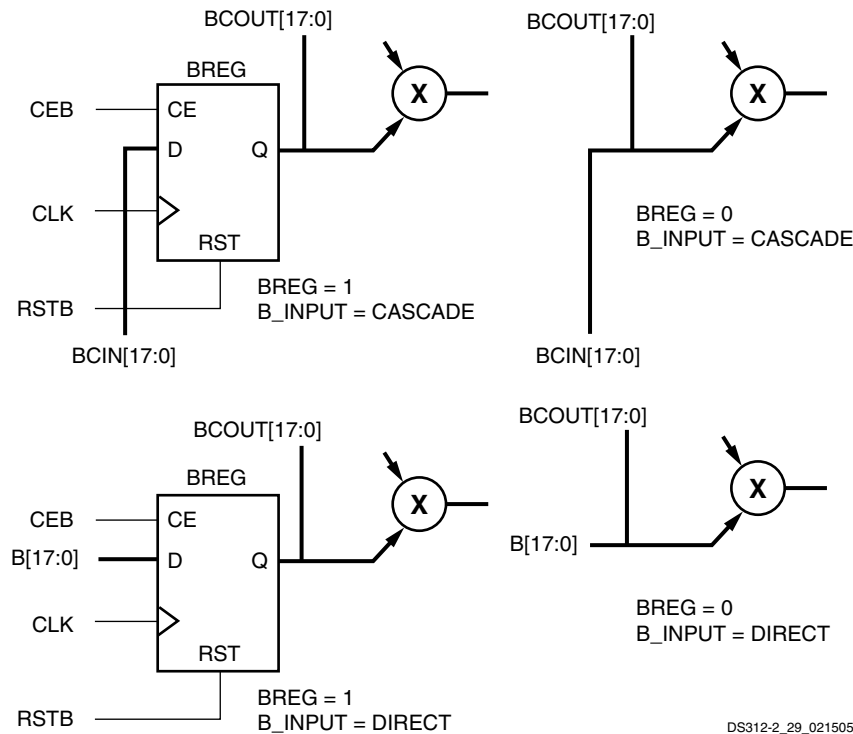 BCOUT[17:0]
BREG
CEB
CE
X
D
Q
CLK
RST
RSTB
BREG = 1
B_INPUT = CASCADE
BCIN[17:0]
BCOUT[17:0]
X
BREG = 0
B_INPUT = CASCADE
BCIN[17:0]
BCOUT[17:0]
BREG
CEB
CE
X
B[17:0]
D
Q
CLK
RST
RSTB
BREG = 1
B_INPUT = DIRECT
BCOUT[17:0]
X
B[17:0]
BREG = 0
B_INPUT = DIRECT
DS312-2_29_021505